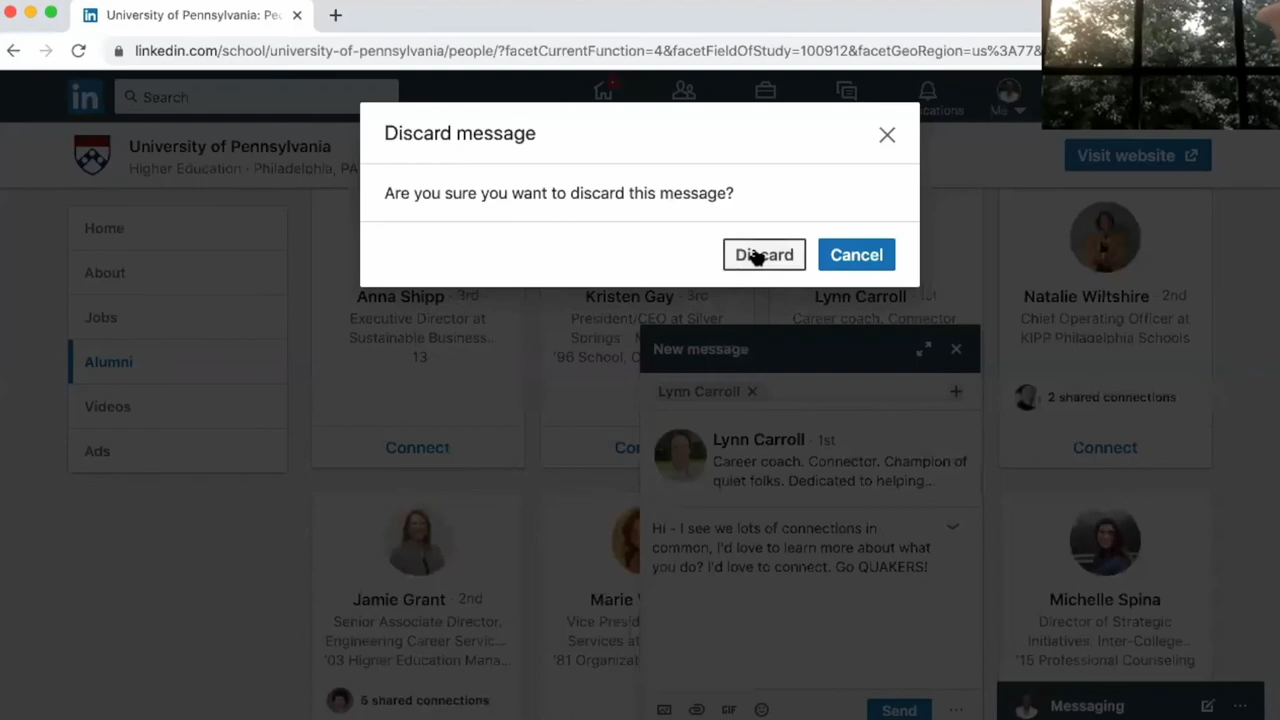 University of Pennsylvania: Pe
linkedin.com/school/university-of-pennsylvania/people/?facetCurrentFunction=4&facetFieldOfStudy=100912&facetGeoRegion=us%3A77&
in
Search
Me
Discard message
Are you sure you want to discard this message?
Discard
Cancel
University of Pennsylvania
Higher Education · Philadelphia, PA
Visit website
Home
About
Jobs
Alumni
Videos
Ads
Anna Shipp · 3rd
Executive Director at
Sustainable Business..
13
Connect
Kristen Gay · 3rd
President/CEO at Silver
Springs
'96 School, C
Lynn Carroll
Career coach. Connector
Natalie Wiltshire · 2nd
Chief Operating Officer at
KIPP Philadelphia Schools
2 shared connections
Connect
New message
Lynn Carroll
Lynn Carroll · 1st
Career coach. Connector. Champion of
quiet folks. Dedicated to helping...
Hi - I see we lots of connections in
common, I'd love to learn more about what
you do? I'd love to connect. Go QUAKERS!
GIF
Send
Jamie Grant · 2nd
Senior Associate Director,
Engineering Career Servic...
'03 Higher Education Mana...
5 shared connections
Marie
Vice Presid
Services at
'81 Organizat
Michelle Spina
Director of Strategic
Initiatives: Inter-College...
'15 Professional Counseling
Messaging